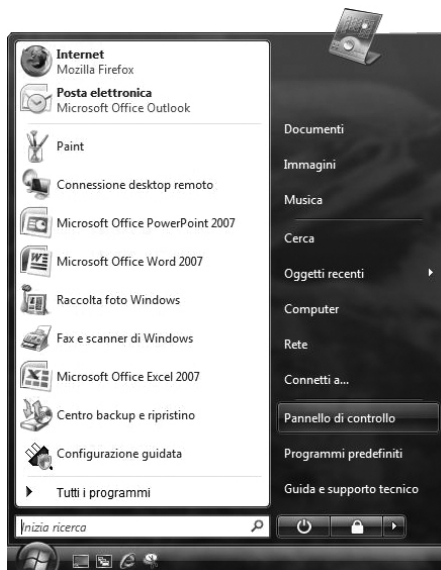 Internet
Mozilla Firefox
Posta elettronica
Microsoft Office Outlook
Paint
Connessione desktop remoto
Microsoft Office PowerPoint 2007
Microsoft Office Word 2007
Raccolta foto Windows
Fax e scanner di Windows
Microsoft Office Excel 2007
Centro backup e ripristino
Configurazione guidata
Tutti i programmi
Inizia ricerca
Documenti
Immagini
Musica
Cerca
Oggetti recenti
Computer
Rete
Connetti a...
Pannello di controllo
Programmi predefiniti
Guida e supporto tecnico